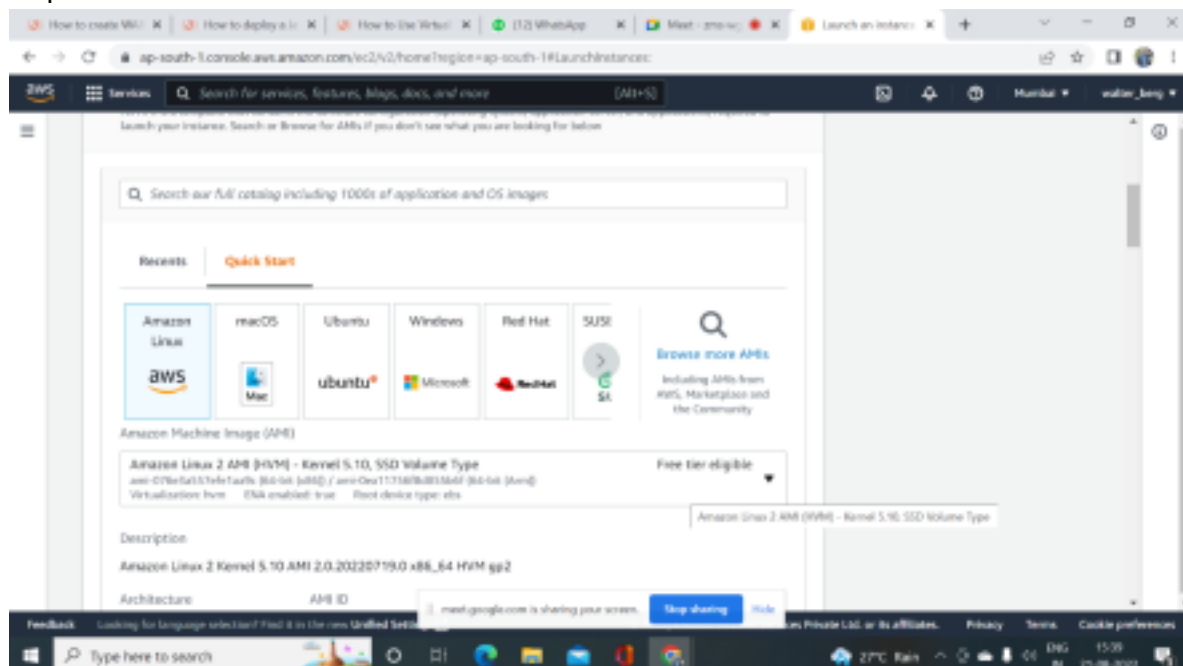 How to create
How to deploy a
How to Use Virtual
(12) WhatsApp
Meet
Launch an instance
ap-south-1.console.aws.amazon.com/ec2/v2/home?region=ap-south-1#LaunchInstances:
aws
Services
Search for services, features, blogs, docs, and more
[Alt+S]
Mumbai
walter_berg
launch your instance. Search or Browse for AMIs if you don't see what you are looking for below
Search our full catalog including 1000s of application and OS images
Recents
Quick Start
Amazon Linux
aws
macOS
Mac
Ubuntu
ubuntu
Windows
Microsoft
Red Hat
RedHat
Browse more AMIs
Including AMIs from
AWS, Marketplace and
the Community
Amazon Machine Image (AMI)
Amazon Linux 2 AMI (HVM) - Kernel 5.10, SSD Volume Type
Free tier eligible
Virtualization: hvm ENA enabled: true Root device type: ebs
Amazon Linux 2 AMI (HVM) - Kernel 5.10, SSD Volume Type
Description
Amazon Linux 2 Kernel 5.10 AMI 2.0.20220719.0 x86_64 HVM gp2
Architecture
AMI ID
meet.google.com is sharing your screen.
Stop sharing
Hide
Feedback
Looking for language selection? Find it in the new Unified
Private Ltd. or its affiliates.
Privacy
Terms
Cookie preferences
Type here to search
27°C Rain
ENG
IN
15:39